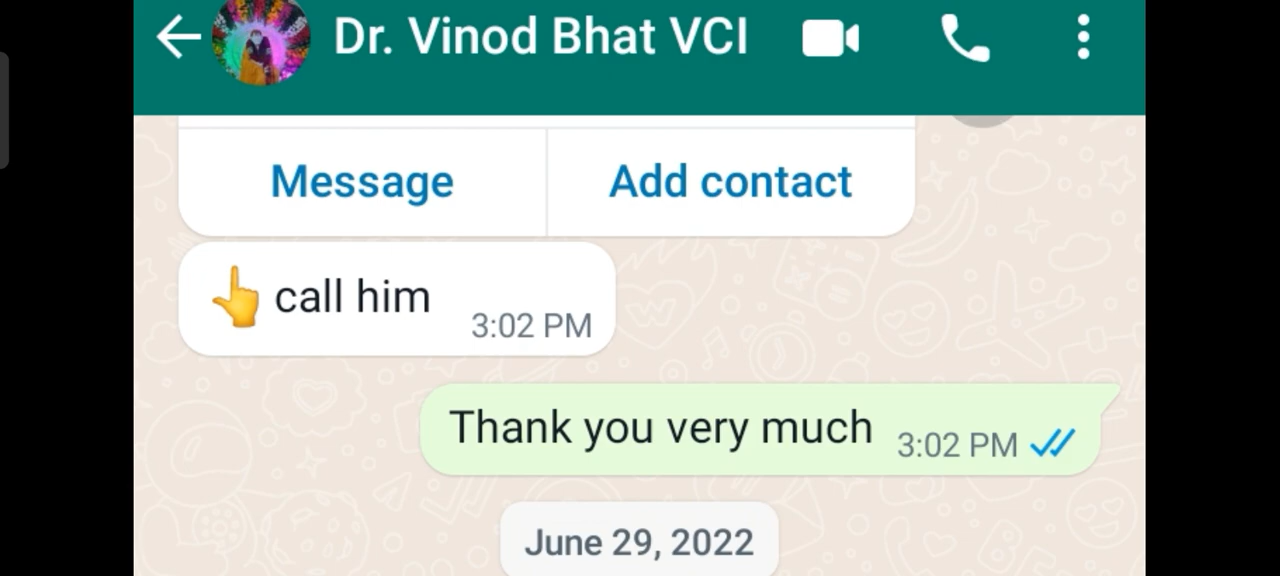 Dr. Vinod Bhat VCI
Message
Add contact
👆 call him
3:02 PM
Thank you very much
3:02 PM
June 29, 2022